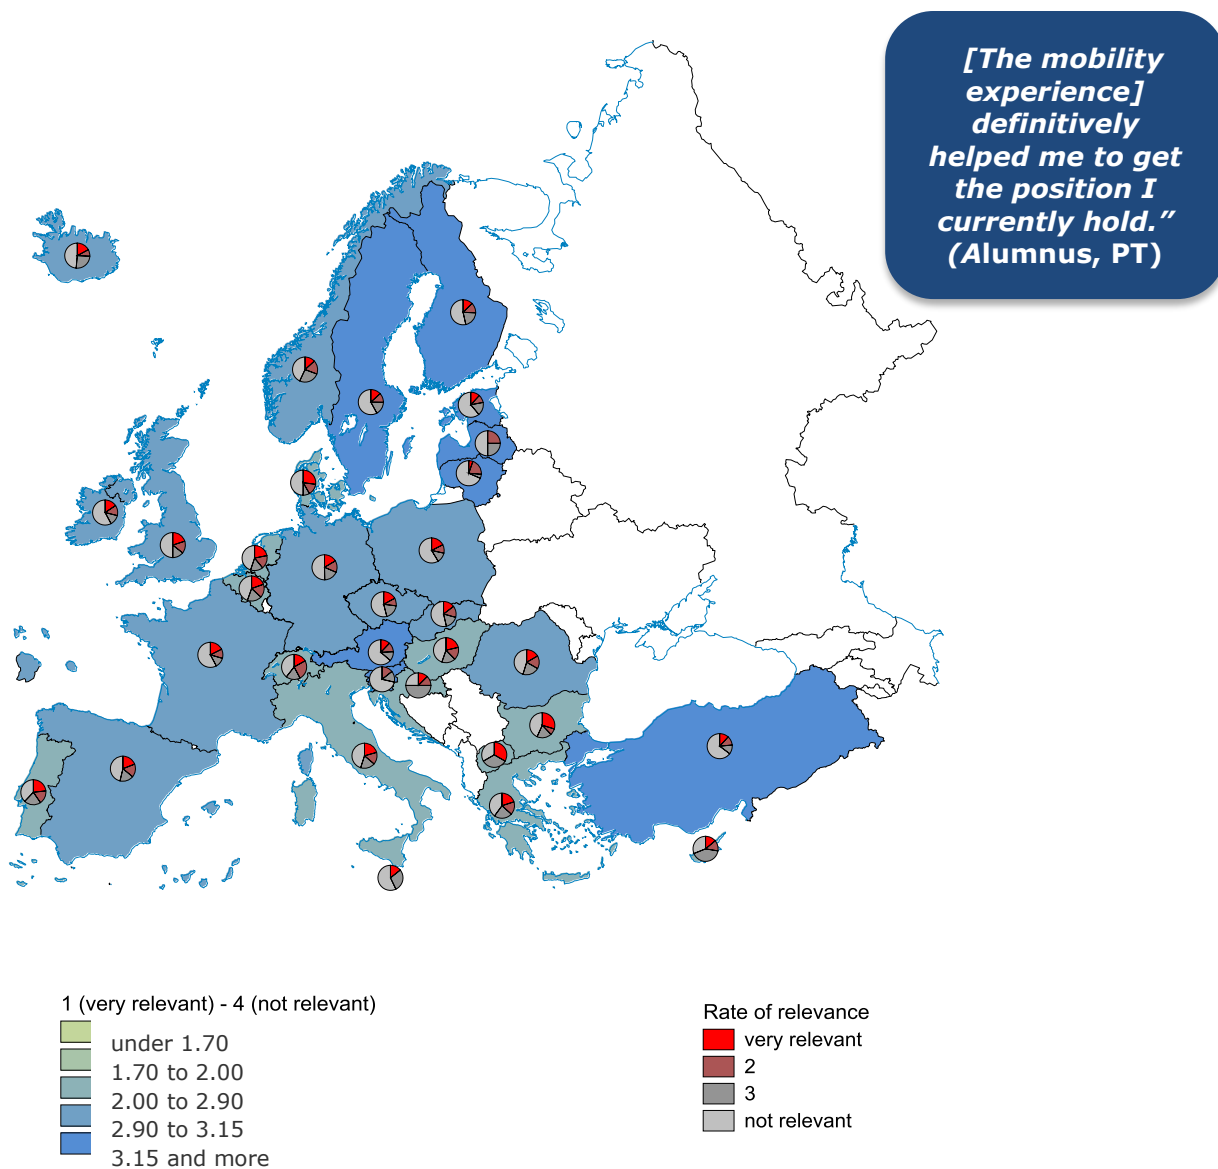 [The mobility
experience]
definitively
helped me to get
the position I
currently hold.”
(Alumnus, PT)
1 (very relevant) - 4 (not relevant)
under 1.70
1.70 to 2.00
2.00 to 2.90
2.90 to 3.15
3.15 and more
Rate of relevance
very relevant
2
3
not relevant